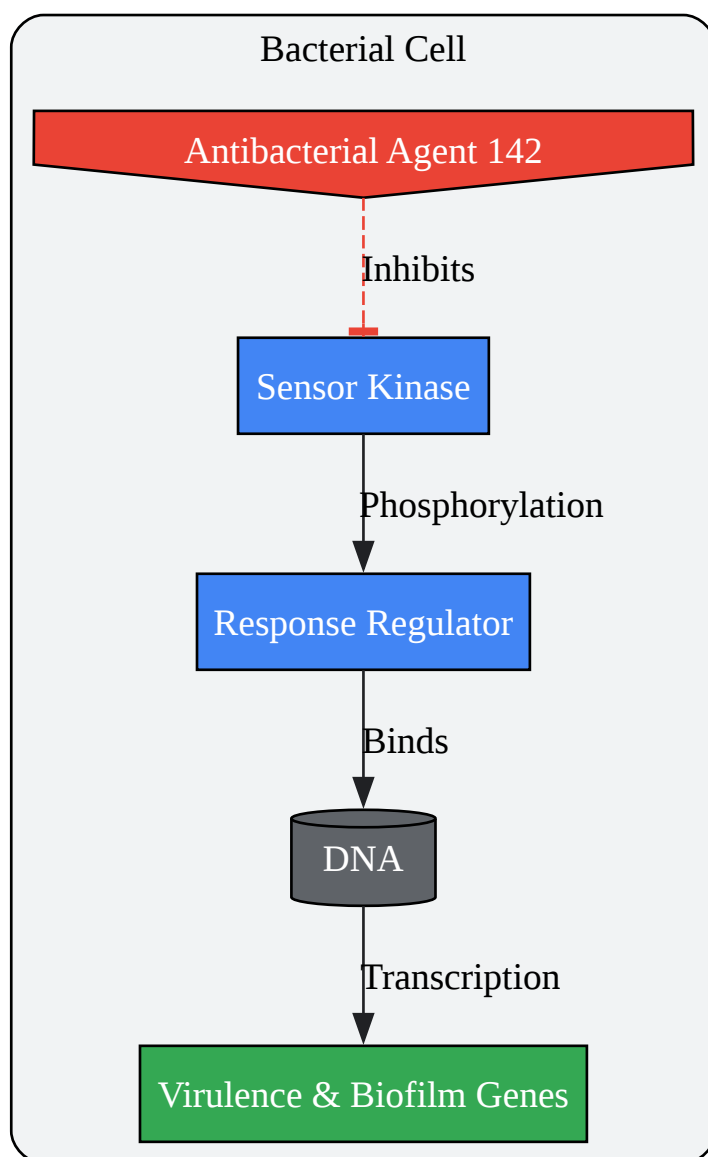 Bacterial Cell
Antibacterial Agent 142
Inhibits
Sensor Kinase
Phosphorylation
Response Regulator
Binds
DNA
Transcription
Virulence & Biofilm Genes